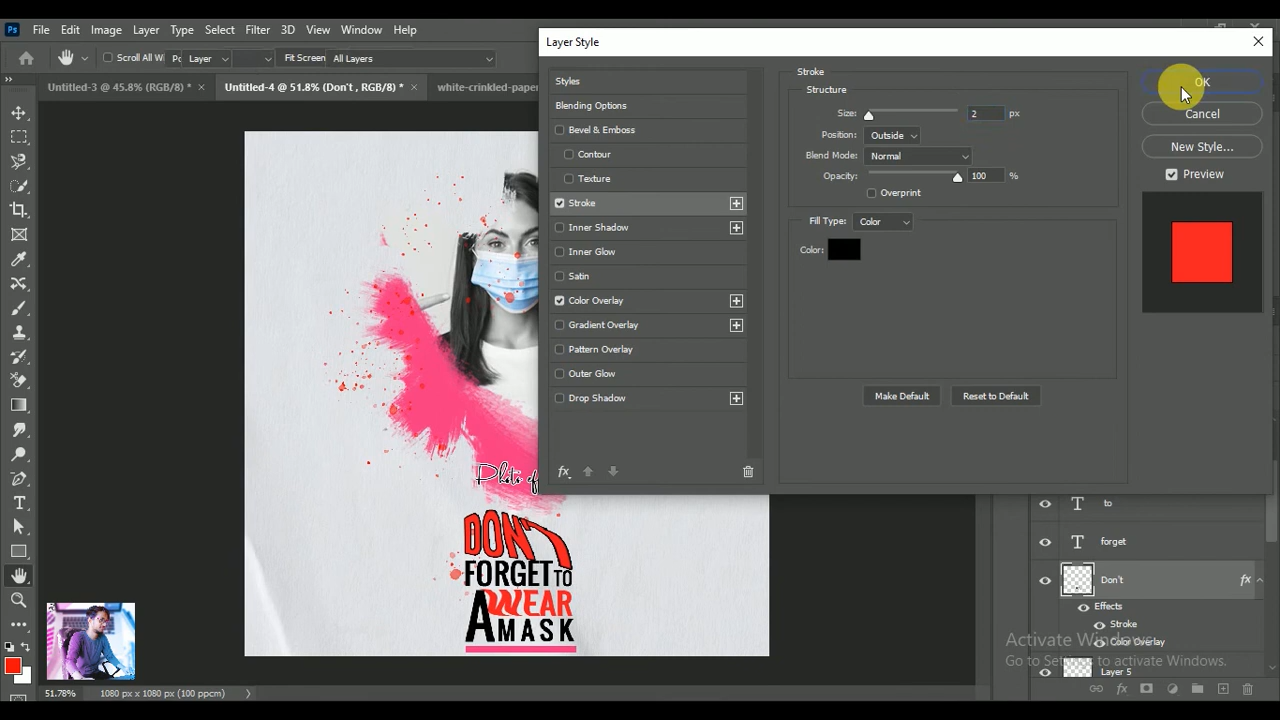 Ps File Edit Image Layer Type Select Filter 3D View Window Help
Scroll All W Layer Fit Screen All Layers
Untitled-3 @ 45.8% (RGB/8) * × Untitled-4 @ 51.8% (Don't , RGB/8) * × white-crinkled-pape
Layer Style
Styles
Blending Options
Bevel & Emboss
Contour
Texture
Stroke
Inner Shadow
Inner Glow
Satin
Color Overlay
Gradient Overlay
Pattern Overlay
Outer Glow
Drop Shadow
fx
Stroke
Structure
Size: 2 px
Position: Outside
Blend Mode: Normal
Opacity: 100 %
Overprint
Fill Type: Color
Color:
Make Default Reset to Default
OK
Cancel
New Style...
Preview
Photo
DON'T
FORGET TO
A WEAR
MASK
T to
T forget
Don't fx
Effects
Stroke
Color Overlay
Layer 5
Activate Windows
Go to Settings to activate Windows.
51.78% 1080 px x 1080 px (100 ppcm)